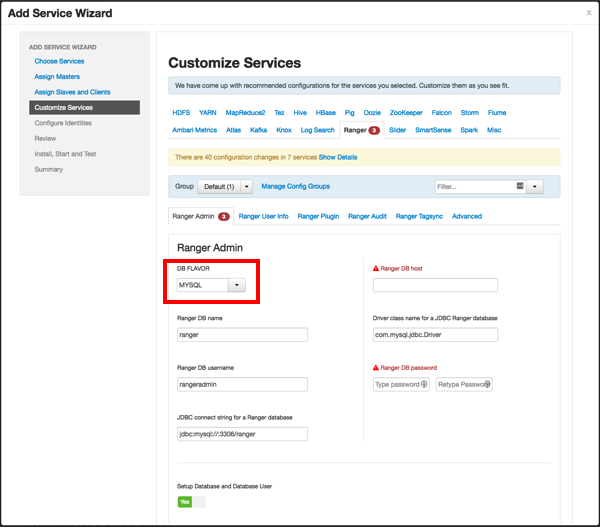 Add Service Wizard x
ADD SERVICE WIZARD
Choose Services
Assign Masters
Assign Slaves and Clients
Customize Services
Configure Identities
Review
Install, Start and Test
Summary
Customize Services
We have come up with recommended configurations for the services you selected. Customize them as you see fit.
HDFS YARN MapReduce2 Tez Hive HBase Pig Oozie ZooKeeper Falcon Storm Flume
Ambari Metrics Atlas Kafka Knox Log Search Ranger 3 Slider SmartSense Spark Misc
There are 40 configuration changes in 7 services Show Details
Group Default (1) Manage Config Groups Filter...
Ranger Admin 3 Ranger User Info Ranger Plugin Ranger Audit Ranger Tagsync Advanced
Ranger Admin
DB FLAVOR Ranger DB host
MYSQL
Ranger DB name Driver class name for a JDBC Ranger database
ranger com.mysql.jdbc.Driver
Ranger DB username Ranger DB password
rangeradmin Type password Retype Password
JDBC connect string for a Ranger database
jdbc:mysql://:3306/ranger
Setup Database and Database User
Yes